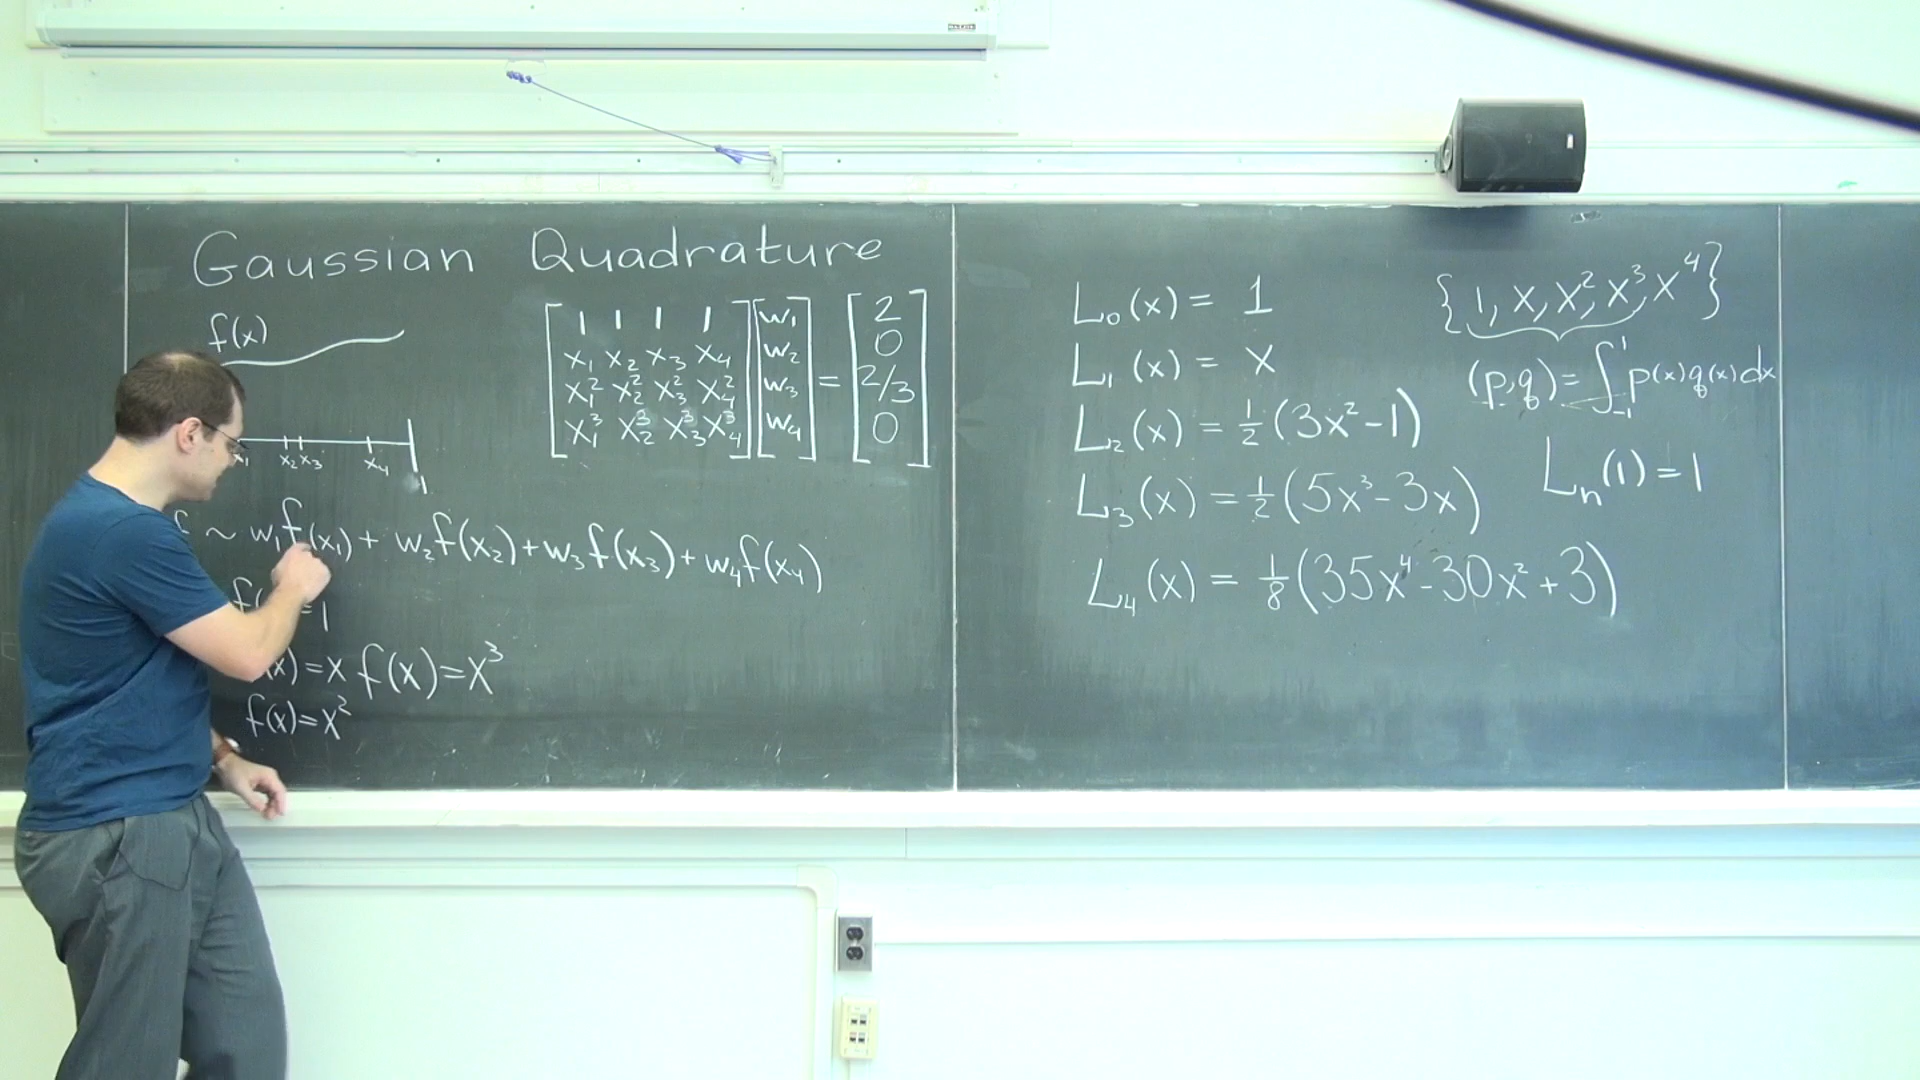 Gaussian Quadrature
f(x)
x₁ x₂ x₃ x₄
1
[1 1 1 1] [w₁] = [2]
[x₁ x₂ x₃ x₄] [w₂] [0]
[x₁² x₂² x₃² x₄²] [w₃] [2/3]
[x₁³ x₂³ x₃³ x₄³] [w₄] [0]
~ w₁f(x₁) + w₂f(x₂) + w₃f(x₃) + w₄f(x₄)
f( = 1
(x) = x f(x) = x³
f(x) = x²
L₀(x) = 1
L₁(x) = x
L₂(x) = ½(3x² - 1)
L₃(x) = ½(5x³ - 3x)
L₄(x) = ⅛(35x⁴ - 30x² + 3)
{1, x, x², x³, x⁴}
(p,q) = ∫₋₁¹ p(x)q(x)dx
Lₙ(1) = 1